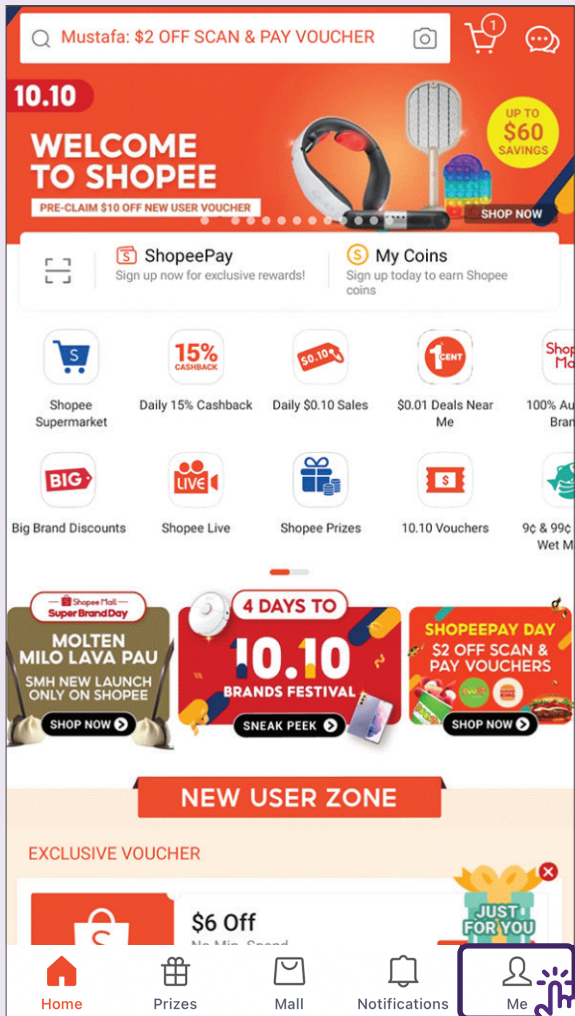 Mustafa: $2 OFF SCAN & PAY VOUCHER
1
10.10
WELCOME
TO SHOPEE
PRE-CLAIM $10 OFF NEW USER VOUCHER
UP TO
$60
SAVINGS
SHOP NOW
ShopeePay
Sign up now for exclusive rewards!
My Coins
Sign up today to earn Shopee
coins
15%
CASHBACK
$0.10
1 CENT
Shop
Ma
Shopee
Supermarket
Daily 15% Cashback
Daily $0.10 Sales
$0.01 Deals Near
Me
100% Au
Bran
BIG
LIVE
$
Big Brand Discounts
Shopee Live
Shopee Prizes
10.10 Vouchers
9¢ & 99¢
Wet M
Shopee Mall
Super Brand Day
MOLTEN
MILO LAVA PAU
SMH NEW LAUNCH
ONLY ON SHOPEE
SHOP NOW
4 DAYS TO
10.10
BRANDS FESTIVAL
SNEAK PEEK
SHOPEEPAY DAY
$2 OFF SCAN &
PAY VOUCHERS
SHOP NOW
NEW USER ZONE
EXCLUSIVE VOUCHER
$6 Off
No Min. Spend
JUST
FOR YOU
Home
Prizes
Mall
Notifications
Me